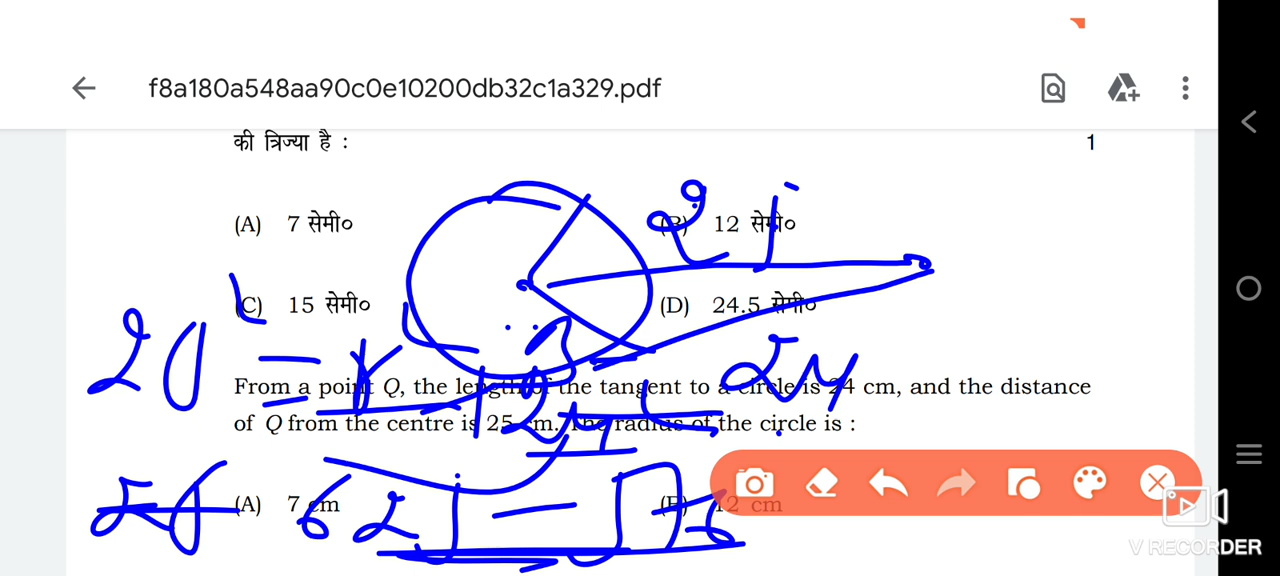 f8a180a548aa90c0e10200db32c1a329.pdf
की त्रिज्या है : 1
(A) 7 सेमी० (B) 12 सेमी०
(C) 15 सेमी० (D) 24.5 सेमी०
From a point Q, the length of the tangent to a circle is 24 cm, and the distance
of Q from the centre is 25 cm. The radius of the circle is :
(A) 7 cm (B) 12 cm
V RECORDER